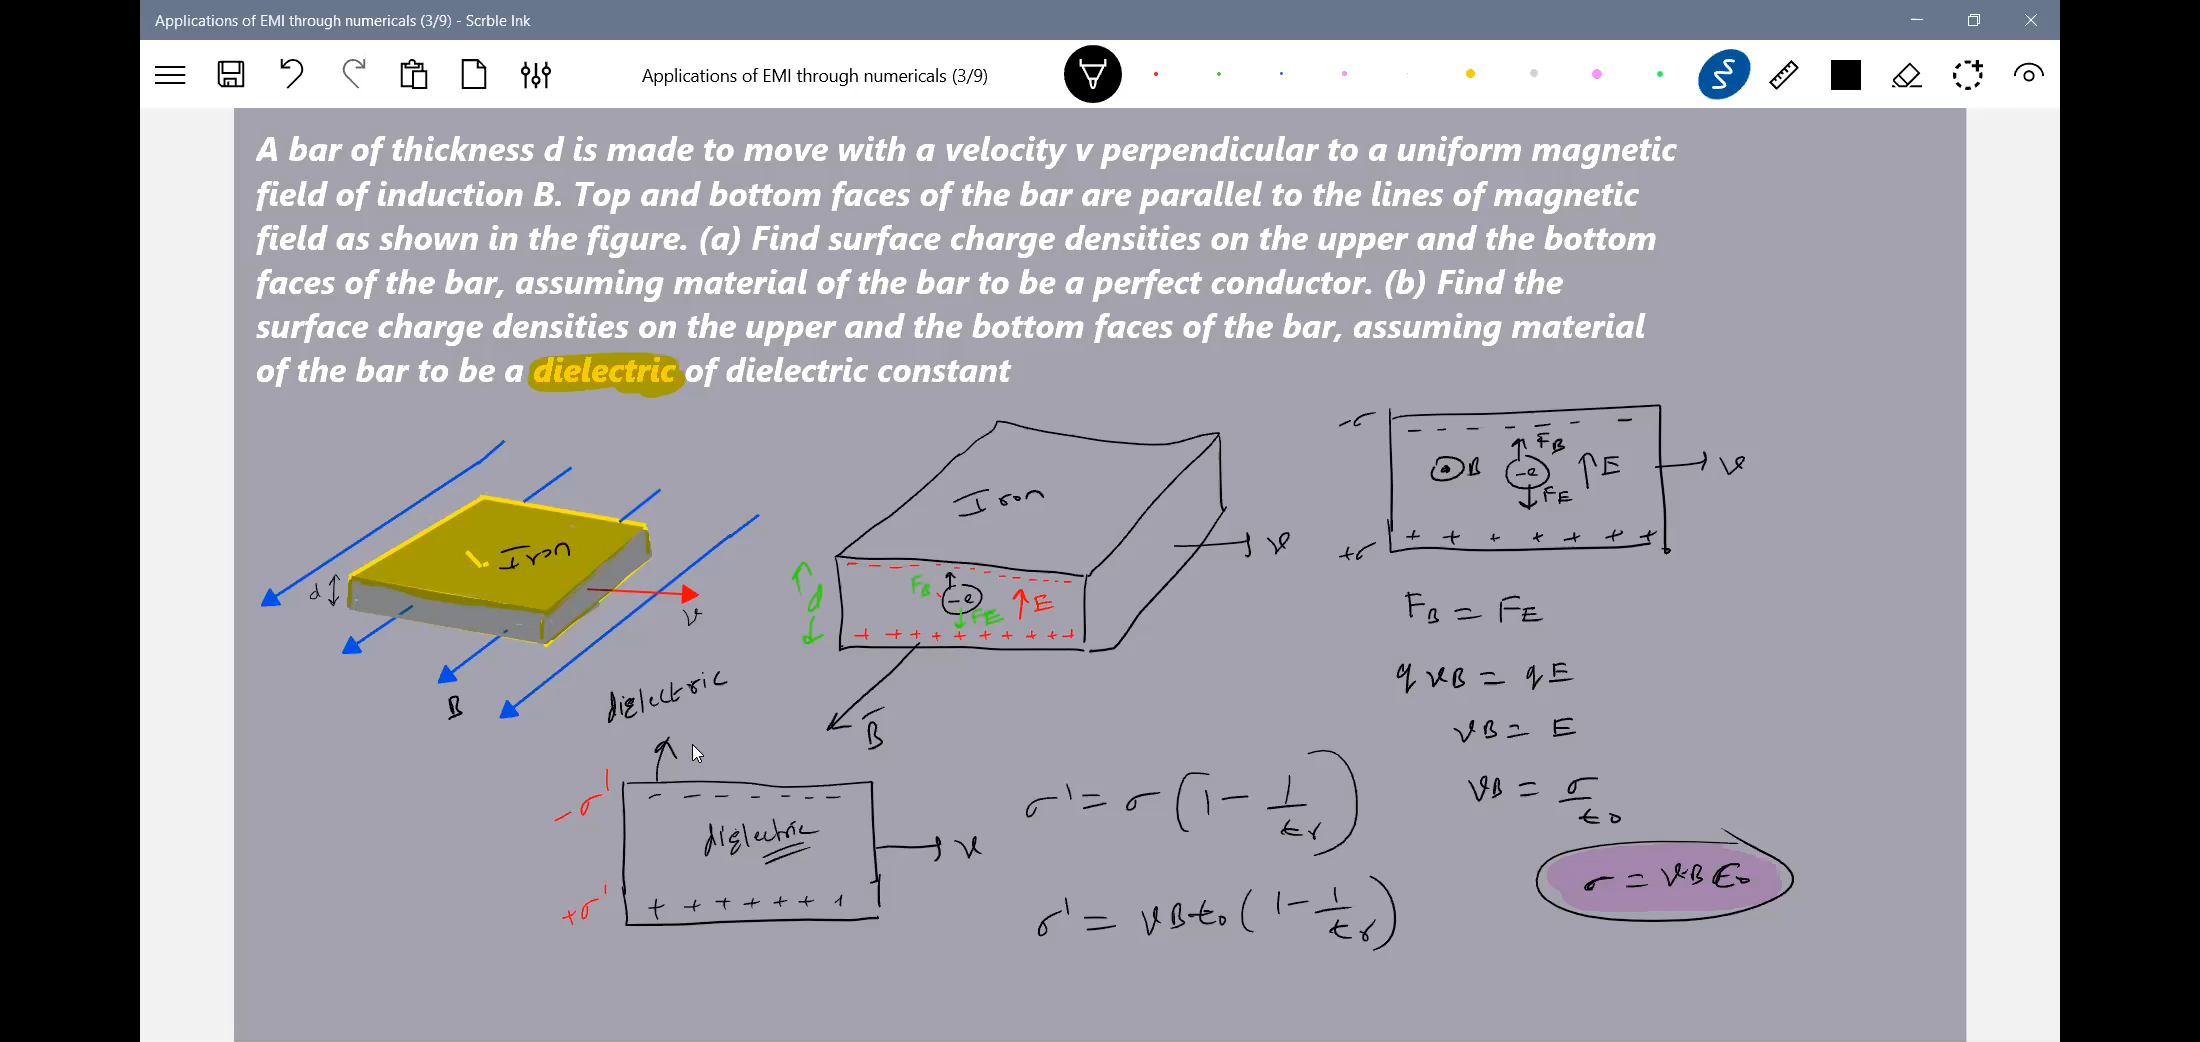 Applications of EMI through numericals (3/9) - Scrble Ink
Applications of EMI through numericals (3/9)
A bar of thickness d is made to move with a velocity v perpendicular to a uniform magnetic
field of induction B. Top and bottom faces of the bar are parallel to the lines of magnetic
field as shown in the figure. (a) Find surface charge densities on the upper and the bottom
faces of the bar, assuming material of the bar to be a perfect conductor. (b) Find the
surface charge densities on the upper and the bottom faces of the bar, assuming material
of the bar to be a dielectric of dielectric constant
Iron
d
v
B
Iron
v
d
F_B
-e
F_E
E
- - - - - - -
+ + + + + + + + + +
B̄
-σ
- - - - - -
B
F_B
-e
F_E
E
v
+ + + + + + +
+σ
F_B = F_E
qvB = qE
vB = E
vB = σ/ε₀
σ = vBε₀
dielectric
-σ'
- - - - - - -
dielectric
v
+σ'
+ + + + + +
σ' = σ(1 - 1/εr)
σ' = vBε₀(1 - 1/εr)